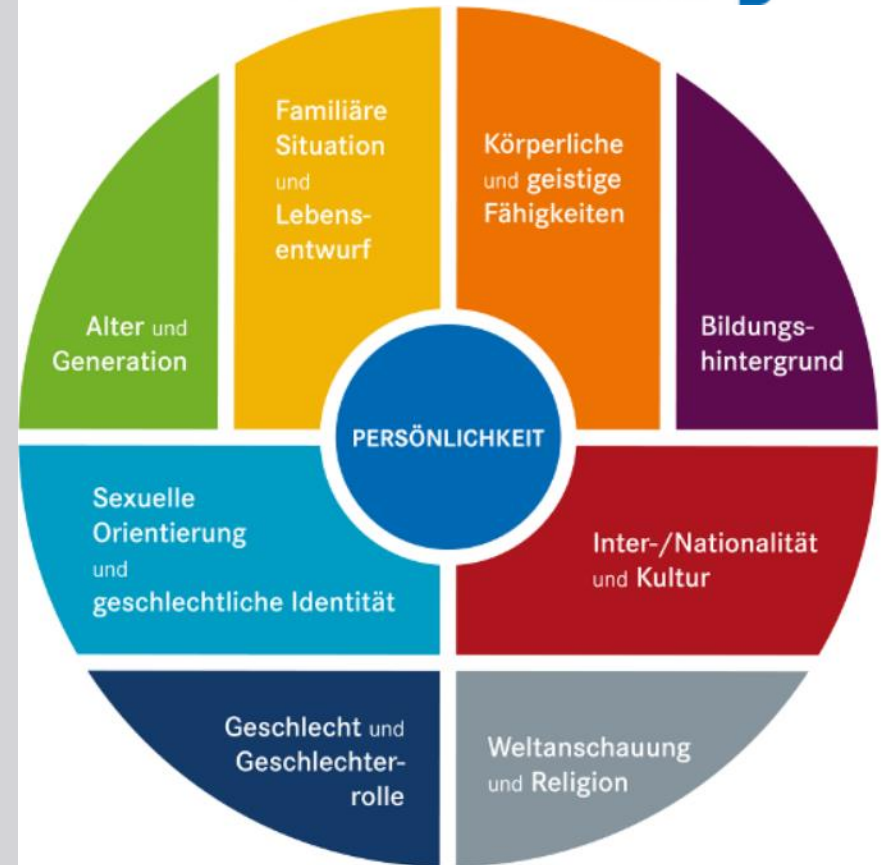 Familiäre
Situation
und
Lebens-
entwurf
Körperliche
und geistige
Fähigkeiten
Alter und
Generation
Bildungs-
hintergrund
PERSÖNLICHKEIT
Sexuelle
Orientierung
und
geschlechtliche Identität
Inter-/Nationalität
und Kultur
Geschlecht und
Geschlechter-
rolle
Weltanschauung
und Religion